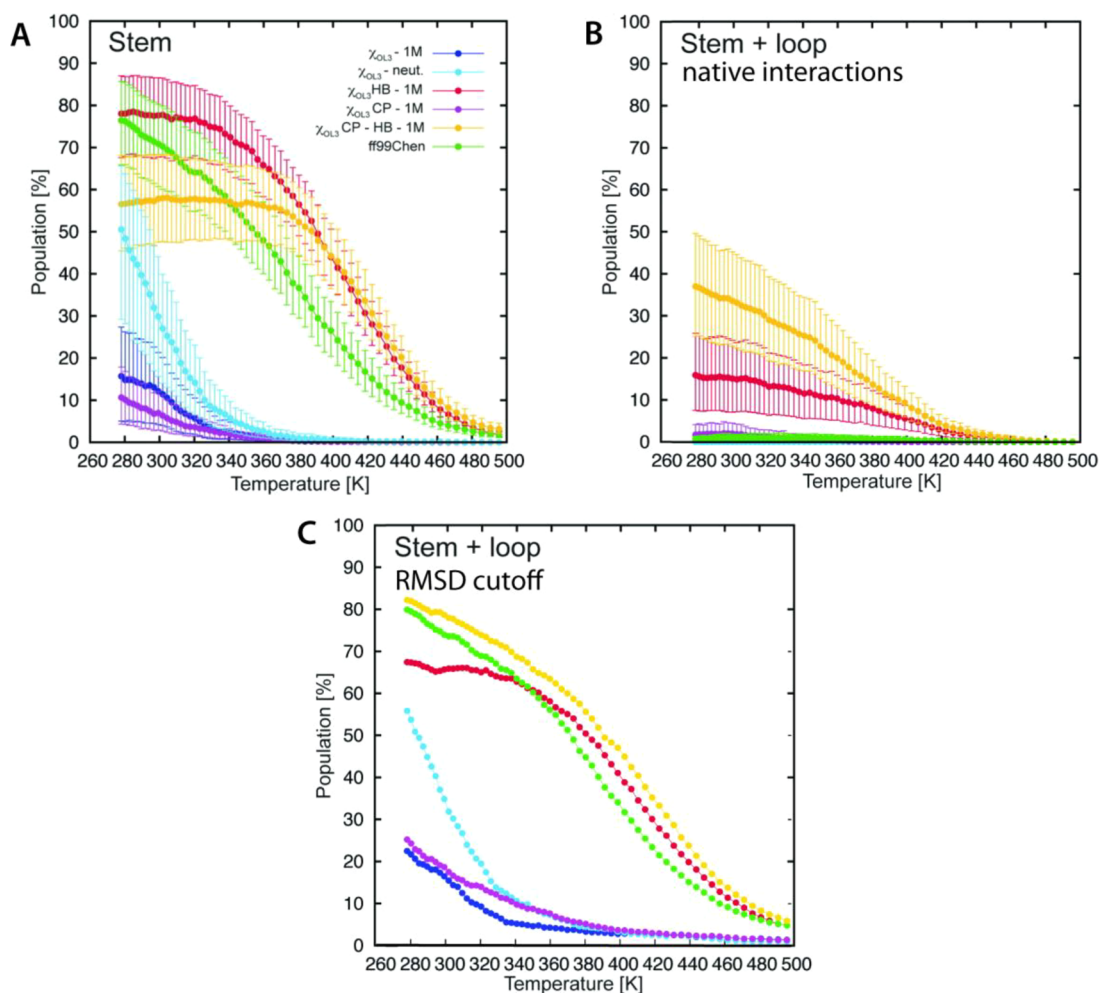 A
Stem
χOL3 - 1M
χOL3 - neut.
χOL3HB - 1M
χOL3 CP - 1M
χOL3 CP - HB - 1M
ff99Chen
Population [%]
100
90
80
70
60
50
40
30
20
10
0
260 280 300 320 340 360 380 400 420 440 460 480 500
Temperature [K]
B
Stem + loop
native interactions
Population [%]
100
90
80
70
60
50
40
30
20
10
0
260 280 300 320 340 360 380 400 420 440 460 480 500
Temperature [K]
C
Stem + loop
RMSD cutoff
Population [%]
100
90
80
70
60
50
40
30
20
10
0
260 280 300 320 340 360 380 400 420 440 460 480 500
Temperature [K]